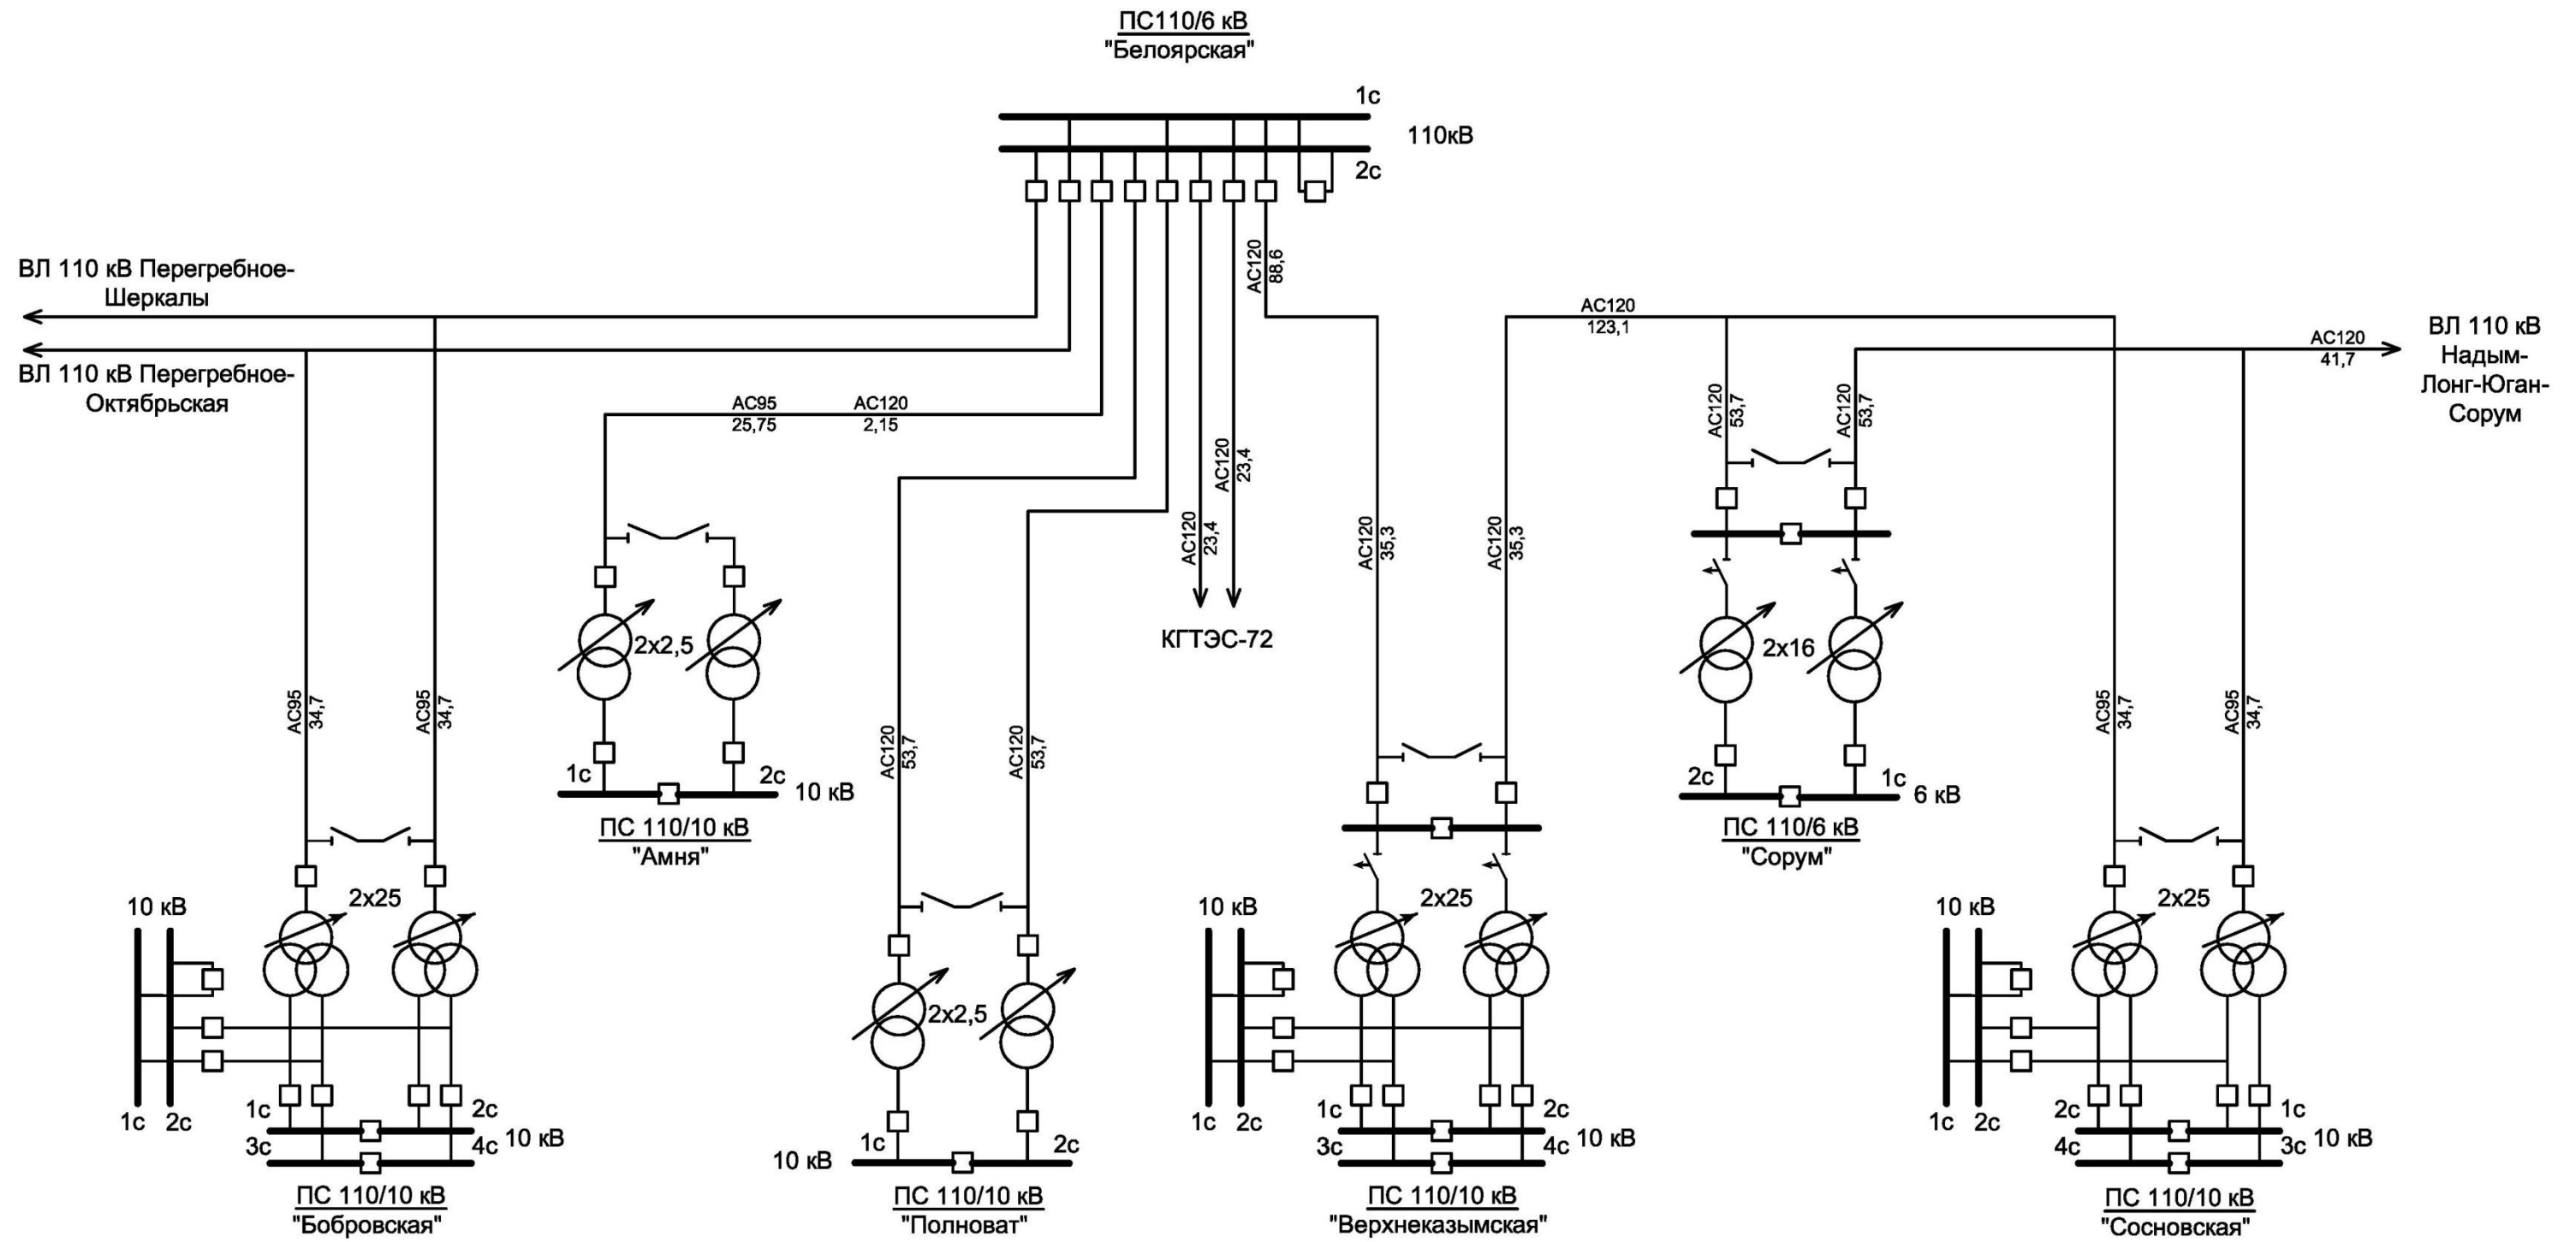 ПС110/6 кВ
"Белоярская"
1с
110кВ
2с
ВЛ 110 кВ Перегребное-
Шеркалы
ВЛ 110 кВ Перегребное-
Октябрьская
АС120
88,6
АС120
123,1
АС120
41,7
ВЛ 110 кВ
Надым-
Лонг-Юган-
Сорум
АС95
25,75
АС120
2,15
АС120
53,7
АС120
53,7
АС120
23,4
АС120
23,4
КГТЭС-72
АС120
35,3
АС120
35,3
2х2,5
1с
2с
10 кВ
ПС 110/10 кВ
"Амня"
2х16
2с
1с
6 кВ
ПС 110/6 кВ
"Сорум"
АС95
34,7
АС95
34,7
АС120
53,7
АС120
53,7
АС95
34,7
АС95
34,7
10 кВ
2х25
1с
2с
1с
2с
10 кВ
3с
4с
ПС 110/10 кВ
"Бобровская"
2х2,5
1с
2с
10 кВ
ПС 110/10 кВ
"Полноват"
10 кВ
2х25
1с
2с
1с
2с
10 кВ
3с
4с
ПС 110/10 кВ
"Верхнеказымская"
10 кВ
2х25
1с
2с
2с
1с
10 кВ
4с
3с
ПС 110/10 кВ
"Сосновская"